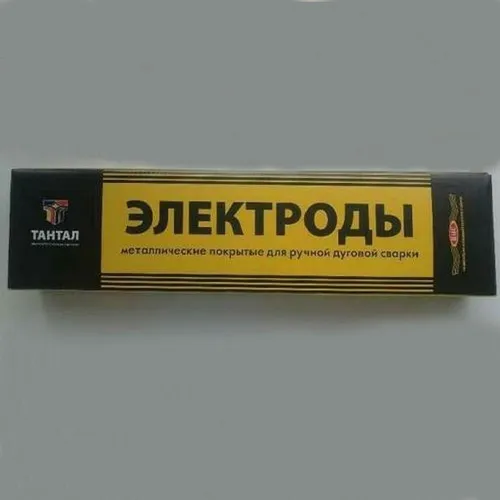 ТАНТАЛ
ЭЛЕКТРОДЫ
металлические покрытые для ручной дуговой сварки